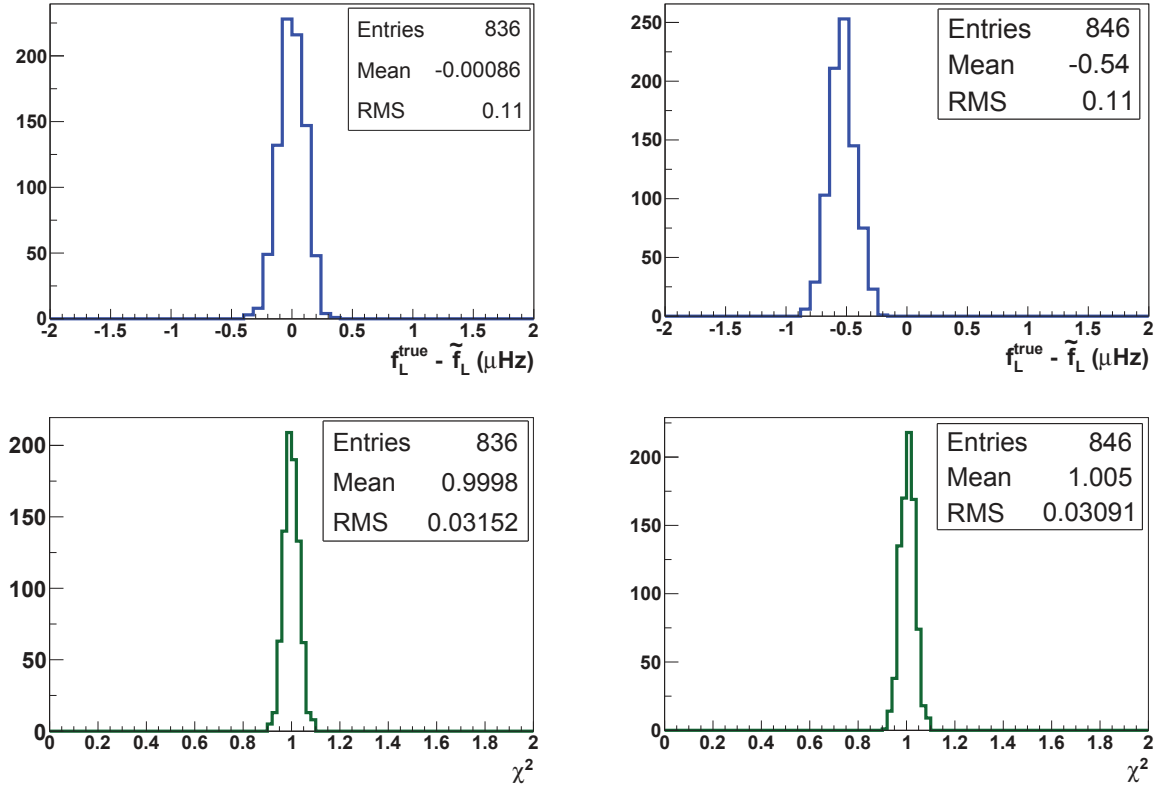 Entries 836
Mean -0.00086
RMS 0.11
200
150
100
50
0
-2 -1.5 -1 -0.5 0 0.5 1 1.5 2
f_L^true - f̃_L (μHz)
Entries 846
Mean -0.54
RMS 0.11
250
200
150
100
50
0
-2 -1.5 -1 -0.5 0 0.5 1 1.5 2
f_L^true - f̃_L (μHz)
Entries 836
Mean 0.9998
RMS 0.03152
200
150
100
50
0
0 0.2 0.4 0.6 0.8 1 1.2 1.4 1.6 1.8 2
χ²
Entries 846
Mean 1.005
RMS 0.03091
200
150
100
50
0
0 0.2 0.4 0.6 0.8 1 1.2 1.4 1.6 1.8 2
χ²